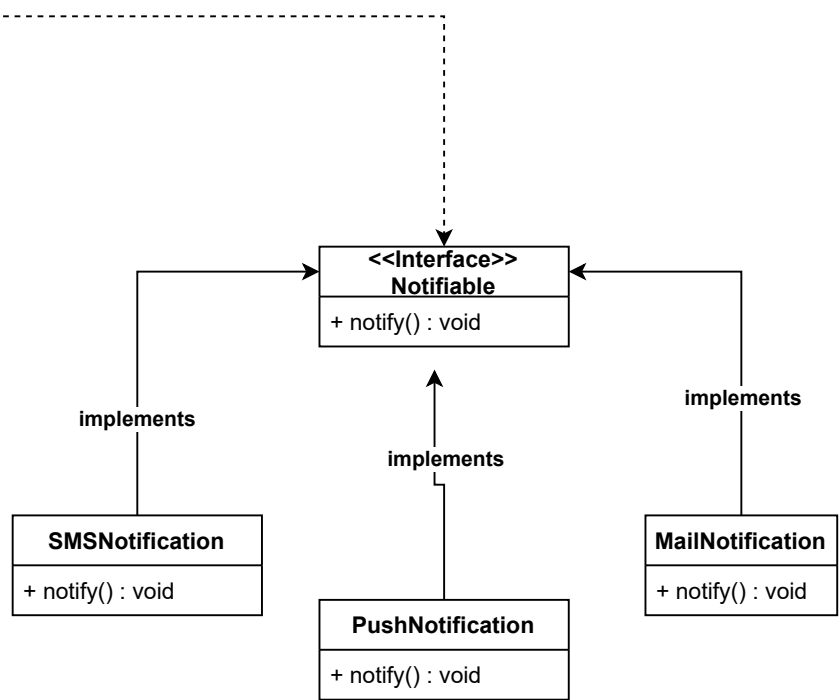 <<Interface>>
Notifiable
+ notify() : void
implements
implements
implements
SMSNotification
+ notify() : void
MailNotification
+ notify() : void
PushNotification
+ notify() : void